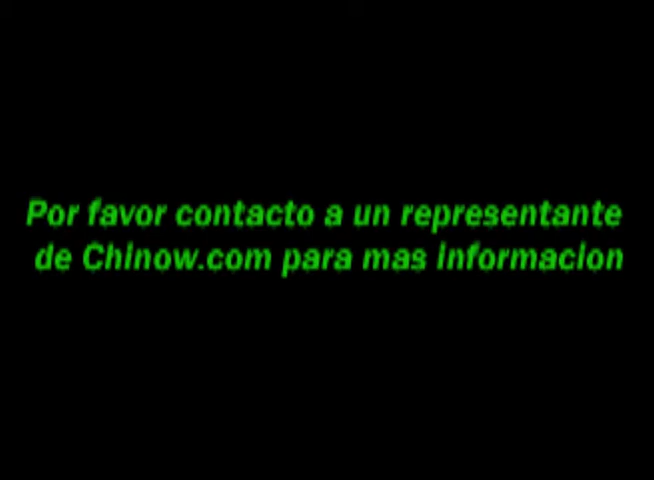 Por favor contacto a un representante
de Chinow.com para mas informacion